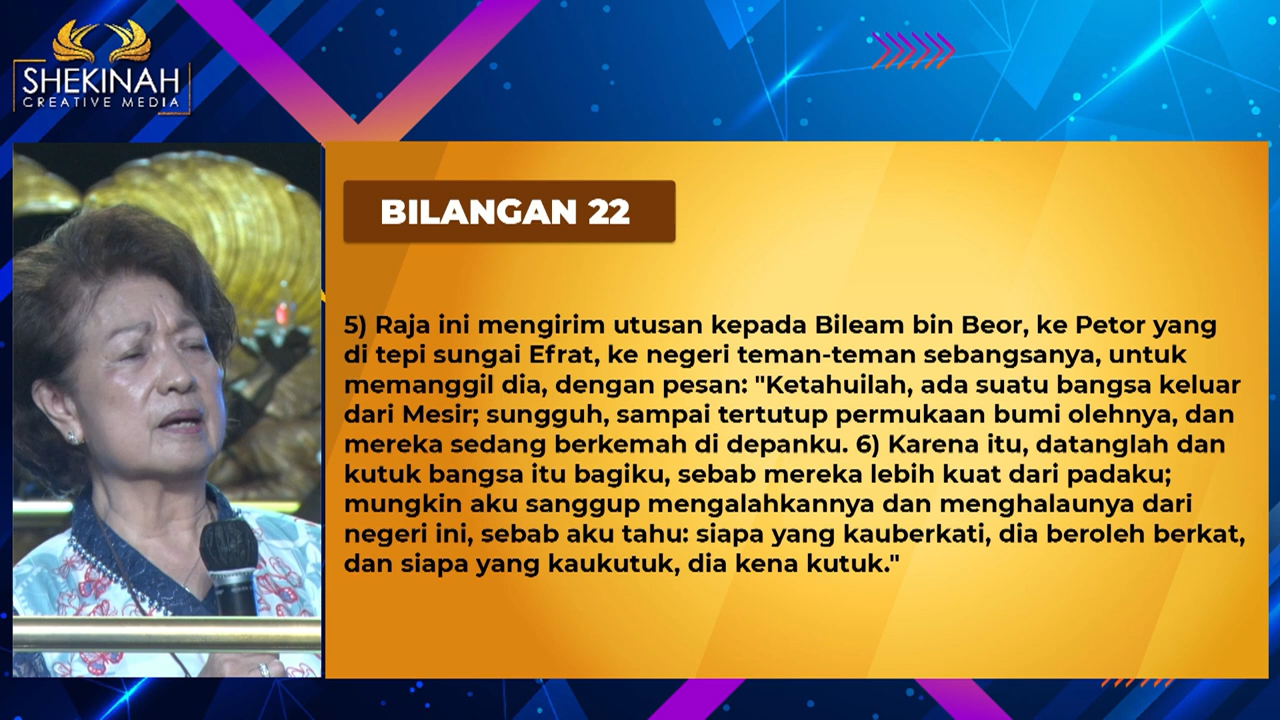 SHEKINAH
CREATIVE MEDIA
BILANGAN 22
5) Raja ini mengirim utusan kepada Bileam bin Beor, ke Petor yang
di tepi sungai Efrat, ke negeri teman-teman sebangsanya, untuk
memanggil dia, dengan pesan: "Ketahuilah, ada suatu bangsa keluar
dari Mesir; sungguh, sampai tertutup permukaan bumi olehnya, dan
mereka sedang berkemah di depanku. 6) Karena itu, datanglah dan
kutuk bangsa itu bagiku, sebab mereka lebih kuat dari padaku;
mungkin aku sanggup mengalahkannya dan menghalaunya dari
negeri ini, sebab aku tahu: siapa yang kauberkati, dia beroleh berkat,
dan siapa yang kaukutuk, dia kena kutuk."